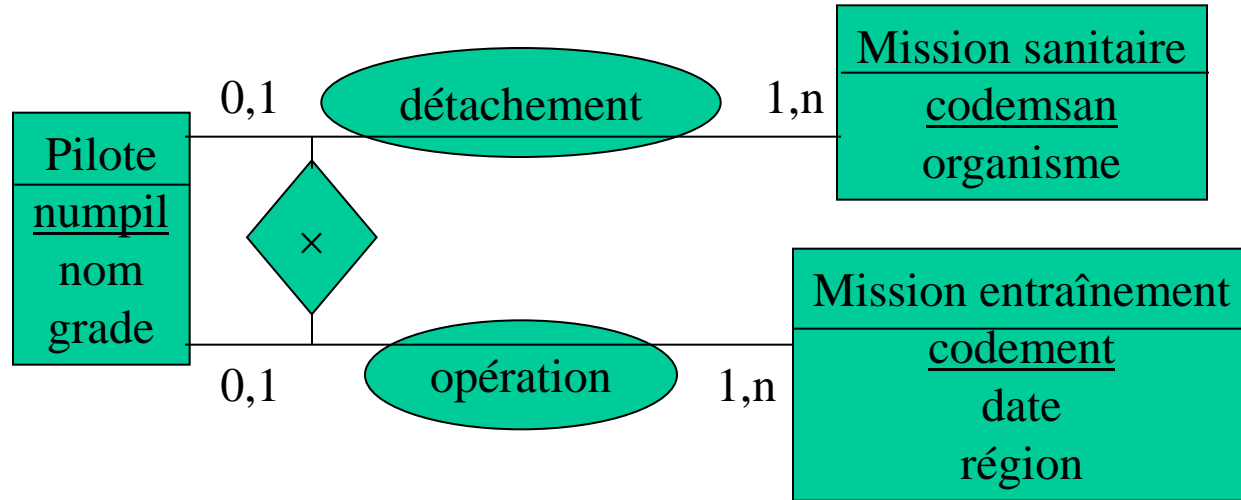 Pilote
numpil
nom
grade
0,1
détachement
1,n
Mission sanitaire
codemsan
organisme
×
0,1
opération
1,n
Mission entraînement
codement
date
région